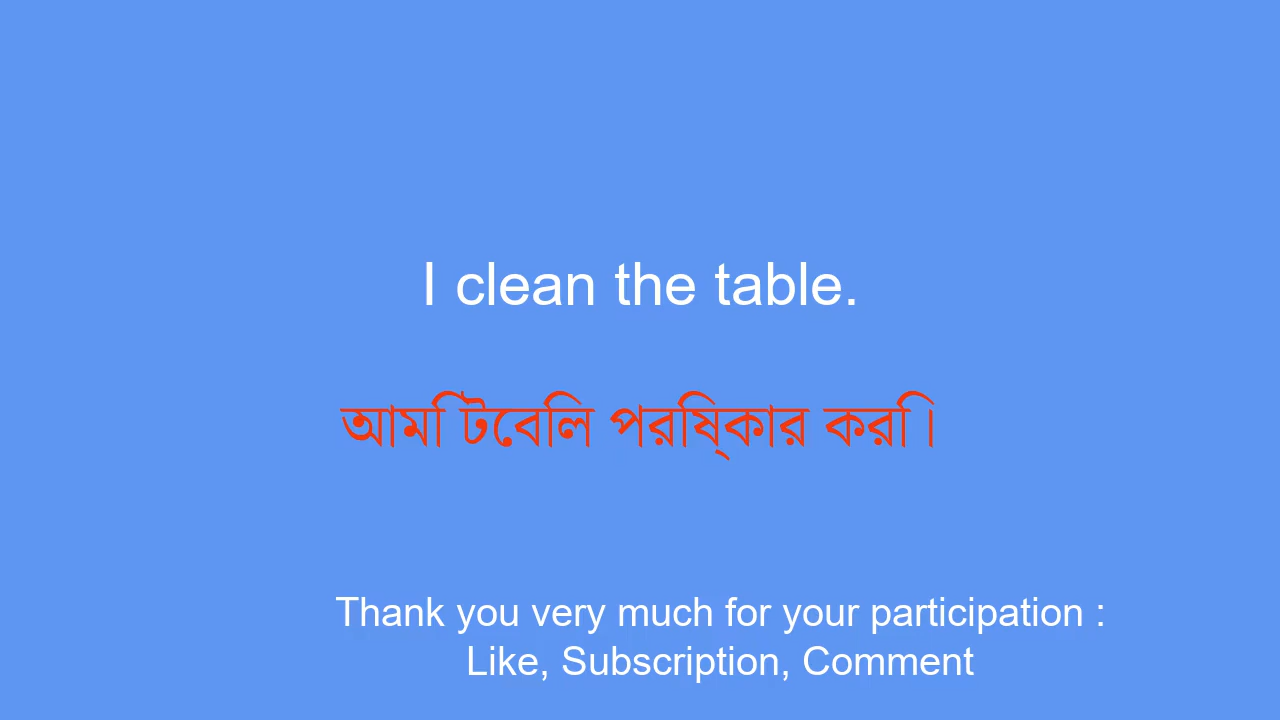 I clean the table.
আমি টেবিল পরিষ্কার করি।
Thank you very much for your participation :
Like, Subscription, Comment